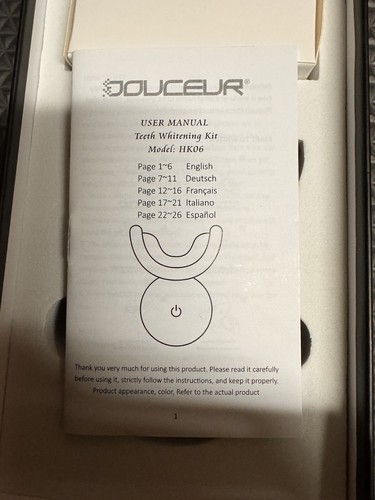 JOUCEUR®
USER MANUAL
Teeth Whitening Kit
Model: HK06
Page 1~6 English
Page 7~11 Deutsch
Page 12~16 Français
Page 17~21 Italiano
Page 22~26 Español
Thank you very much for using this product. Please read it carefully
before using it, strictly follow the instructions, and keep it properly.
Product appearance, color, Refer to the actual product
1